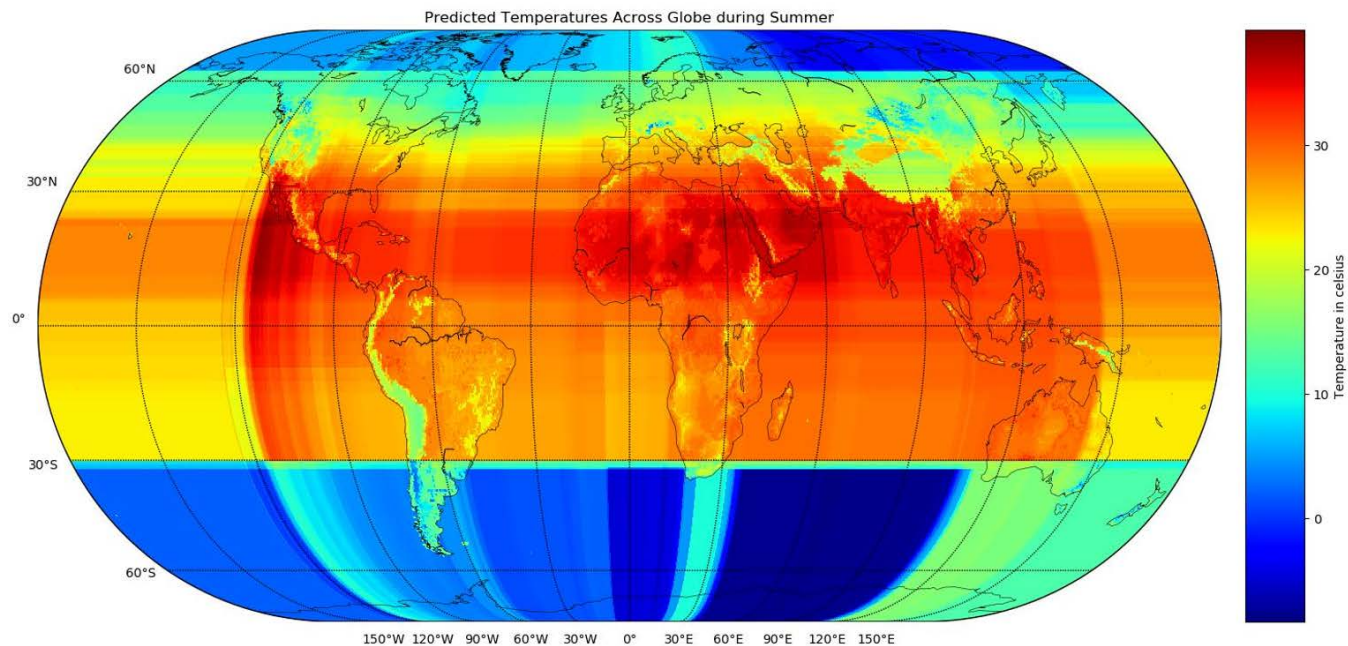 Predicted Temperatures Across Globe during Summer
60°N
30°N
0°
30°S
60°S
150°W 120°W 90°W 60°W 30°W 0° 30°E 60°E 90°E 120°E 150°E
30
20
10
0
Temperature in celsius